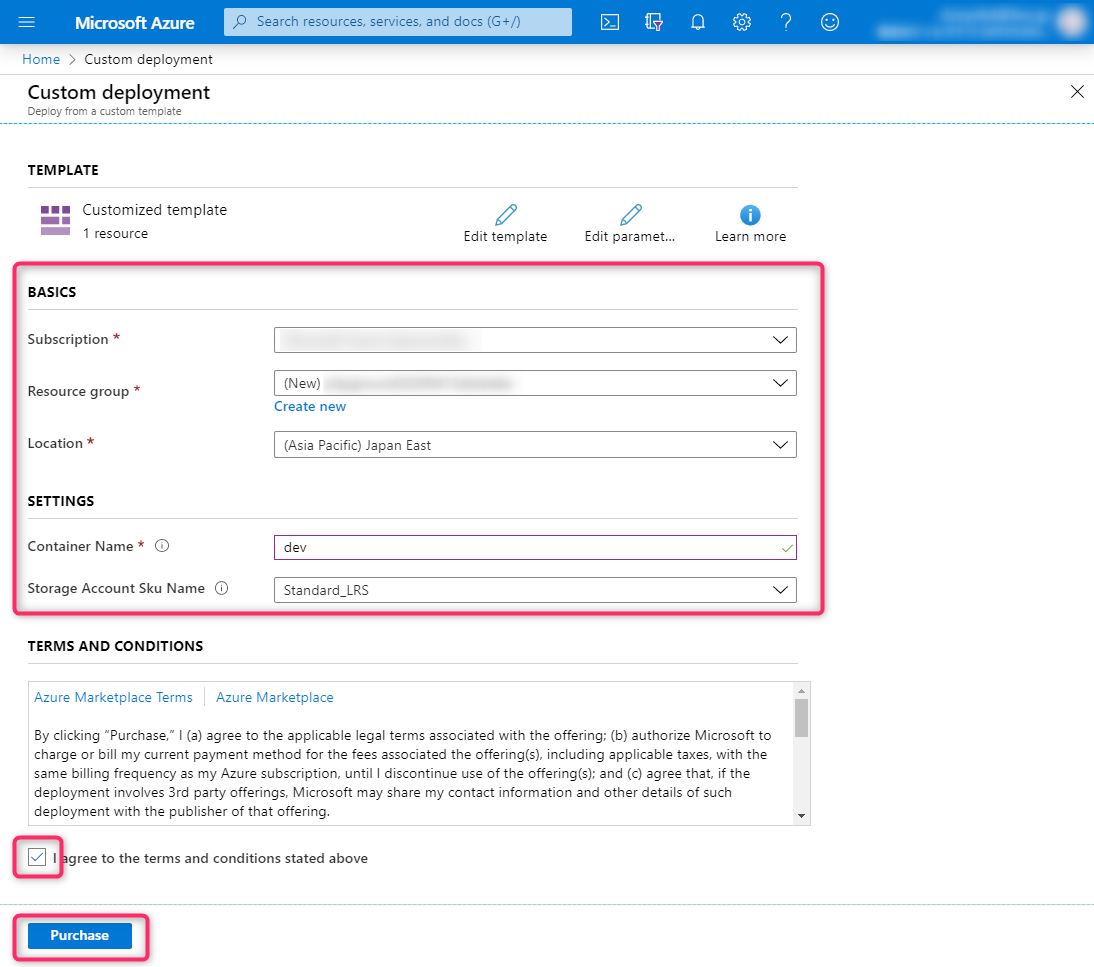 Microsoft Azure
Search resources, services, and docs (G+/)
Home > Custom deployment
Custom deployment
Deploy from a custom template
TEMPLATE
Customized template
1 resource
Edit template
Edit paramet...
Learn more
BASICS
Subscription *
Resource group *
(New)
Create new
Location *
(Asia Pacific) Japan East
SETTINGS
Container Name *
dev
Storage Account Sku Name
Standard_LRS
TERMS AND CONDITIONS
Azure Marketplace Terms | Azure Marketplace
By clicking “Purchase,” I (a) agree to the applicable legal terms associated with the offering; (b) authorize Microsoft to
charge or bill my current payment method for the fees associated the offering(s), including applicable taxes, with the
same billing frequency as my Azure subscription, until I discontinue use of the offering(s); and (c) agree that, if the
deployment involves 3rd party offerings, Microsoft may share my contact information and other details of such
deployment with the publisher of that offering.
I agree to the terms and conditions stated above
Purchase